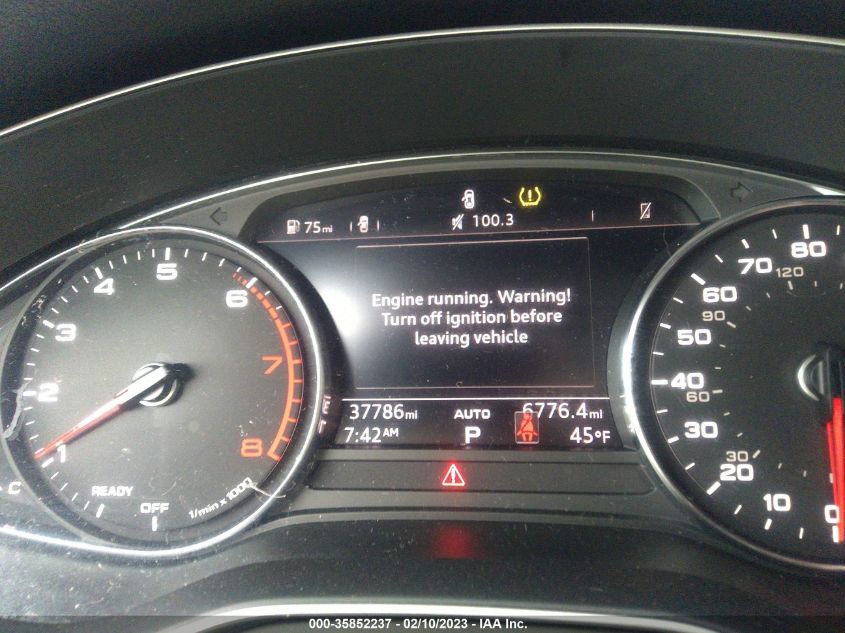 75mi
100.3
Engine running. Warning!
Turn off ignition before
leaving vehicle
37786mi AUTO 6776.4mi
7:42AM P 45°F
1
2
3
4
5
6
7
8
READY
OFF
1/min x 1000
C
0
10
20
30
30
40
50
60
60
70
80
90
120
000-35852237 - 02/10/2023 - IAA Inc.